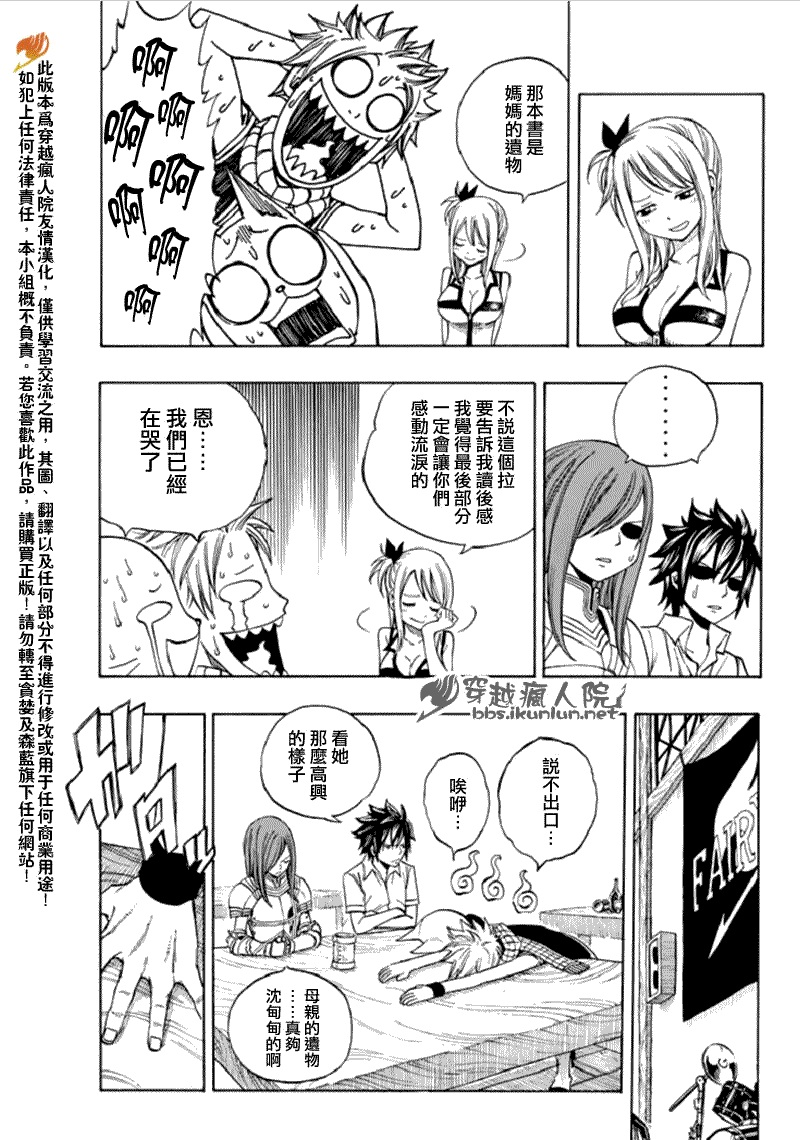 那本書是
媽媽的遺物
啊
啊
啊
啊
啊
啊
啊
啊
………
不說這個拉
要告訴我讀後感
我覺得最後部分
一定會讓你們
感動流淚的
恩……
我們已經
在哭了
穿越瘋人院
bbs.ikunlun.net
FAIR
說不出口…
唉咿…
看她
那麼高興
的樣子
母親的遺物
……真夠
沈甸甸的啊
此版本爲穿越瘋人院友情漢化，僅供學習交流之用，其圖、翻譯以及任何部分不得進行修改或用于任何商業用途！
如犯上任何法律責任，本小組概不負責。若您喜歡此作品，請購買正版！請勿轉至貪婪及森藍旗下任何網站！